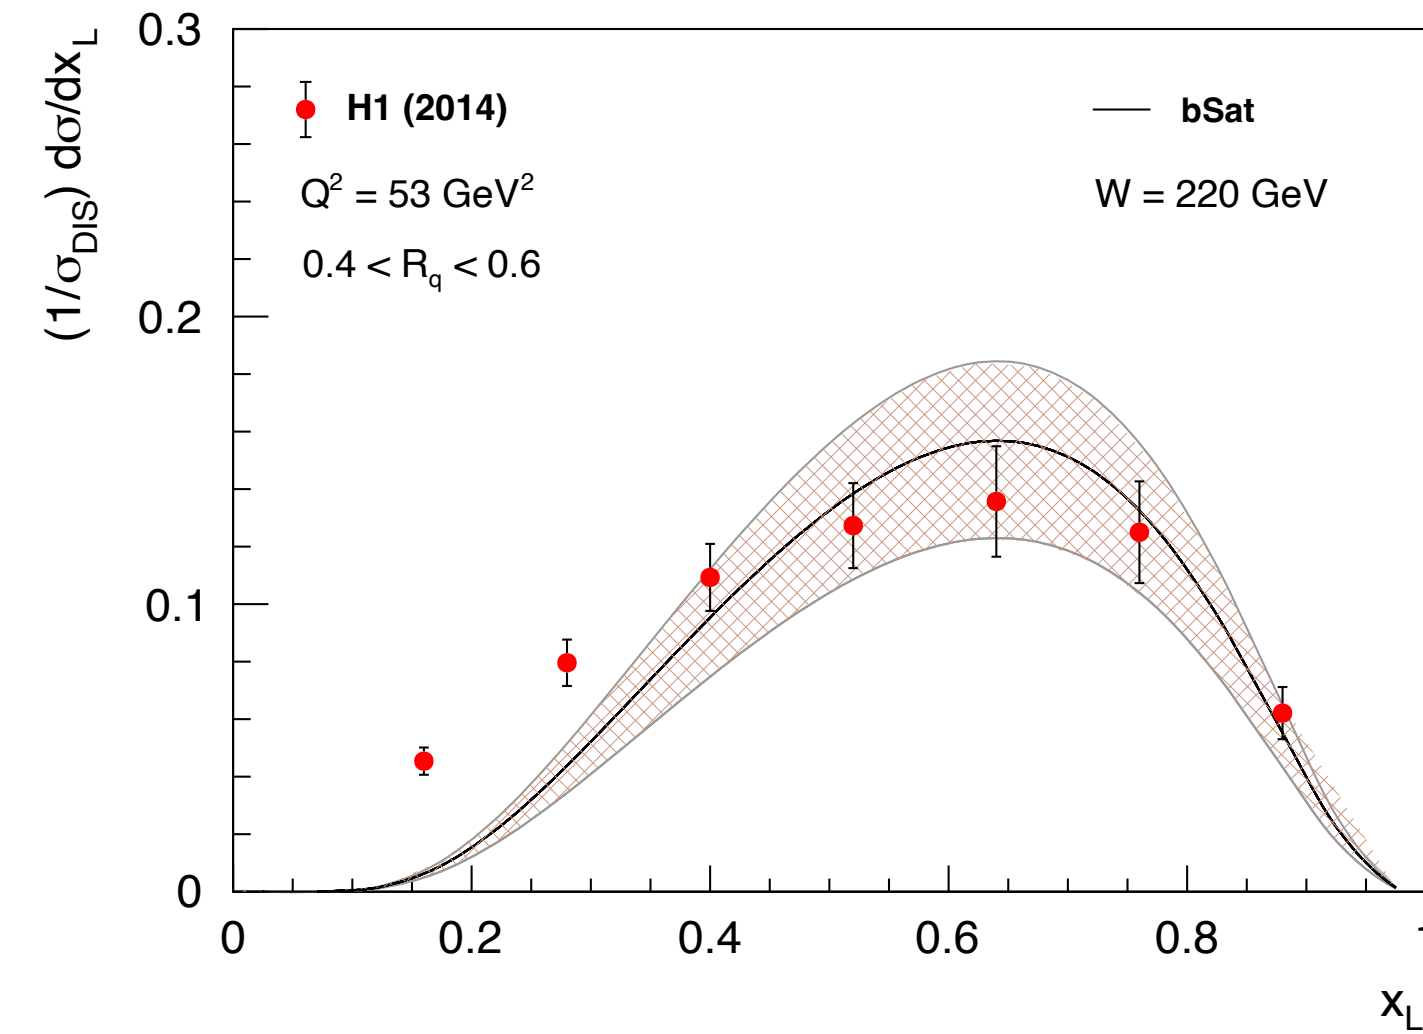 (1/σ_DIS) dσ/dx_L
0.3
0.2
0.1
0
H1 (2014)
Q² = 53 GeV²
0.4 < R_q < 0.6
bSat
W = 220 GeV
0 0.2 0.4 0.6 0.8
x_L